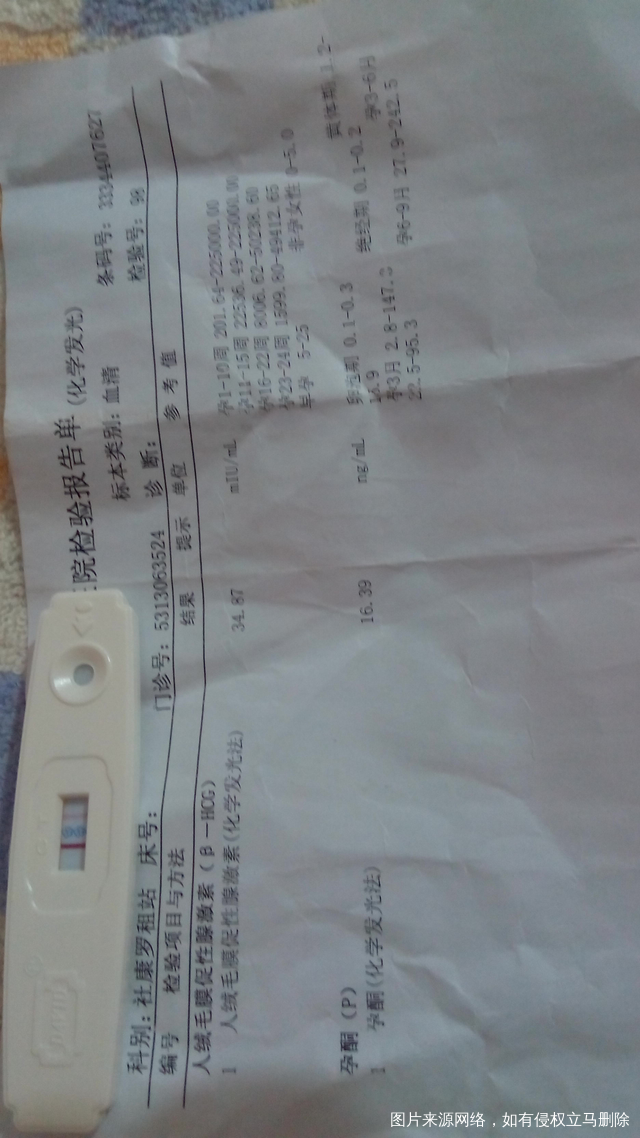 院检验报告单(化学发光)
标本类别: 血清 条码号: 33344407627
科别: 社康罗租站 床号: 门诊号: 5313063524 诊 断: 检验号: 98
编号 检验项目与方法 结果 提示 单位 参 考 值
人绒毛膜促性腺激素 (β-HCG)
1 人绒毛膜促性腺激素(化学发光法) 34.87 mIU/mL 孕1-10周 201.64-225000.00
孕11-15周 22536.49-225000.00
孕16-22周 8006.62-50238.60
孕23-24周 1599.80-49412.65
早孕 5-25 非孕女性 0-5.0
孕酮 (P)
1 孕酮(化学发光法) 16.39 ng/mL 卵泡期 0.1-0.3 绝经期 0.1-0.2 黄体期 1.2-
孕3月 2.8-147.3 孕3-6月
22.5-95.3 孕6-9月 27.9-242.5
图片来源网络，如有侵权立马删除